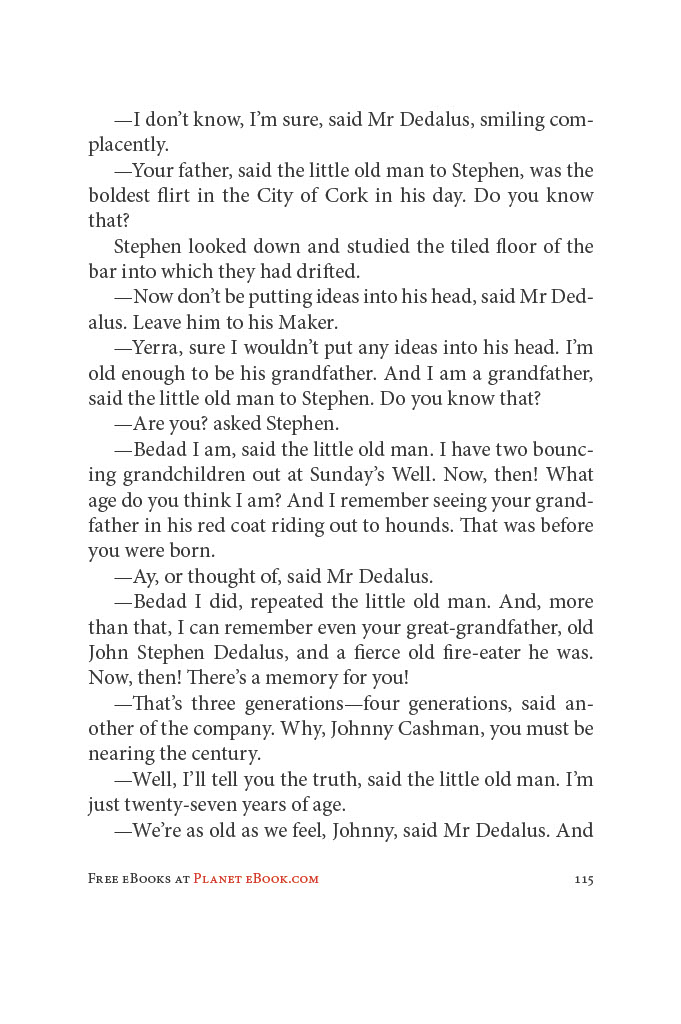 —I don’t know, I’m sure, said Mr Dedalus, smiling com-
placently.
—Your father, said the little old man to Stephen, was the
boldest flirt in the City of Cork in his day. Do you know
that?
Stephen looked down and studied the tiled floor of the
bar into which they had drifted.
—Now don’t be putting ideas into his head, said Mr Ded-
alus. Leave him to his Maker.
—Yerra, sure I wouldn’t put any ideas into his head. I’m
old enough to be his grandfather. And I am a grandfather,
said the little old man to Stephen. Do you know that?
—Are you? asked Stephen.
—Bedad I am, said the little old man. I have two bounc-
ing grandchildren out at Sunday’s Well. Now, then! What
age do you think I am? And I remember seeing your grand-
father in his red coat riding out to hounds. That was before
you were born.
—Ay, or thought of, said Mr Dedalus.
—Bedad I did, repeated the little old man. And, more
than that, I can remember even your great-grandfather, old
John Stephen Dedalus, and a fierce old fire-eater he was.
Now, then! There’s a memory for you!
—That’s three generations—four generations, said an-
other of the company. Why, Johnny Cashman, you must be
nearing the century.
—Well, I’ll tell you the truth, said the little old man. I’m
just twenty-seven years of age.
—We’re as old as we feel, Johnny, said Mr Dedalus. And
Free eBooks at Planet eBook.com 115